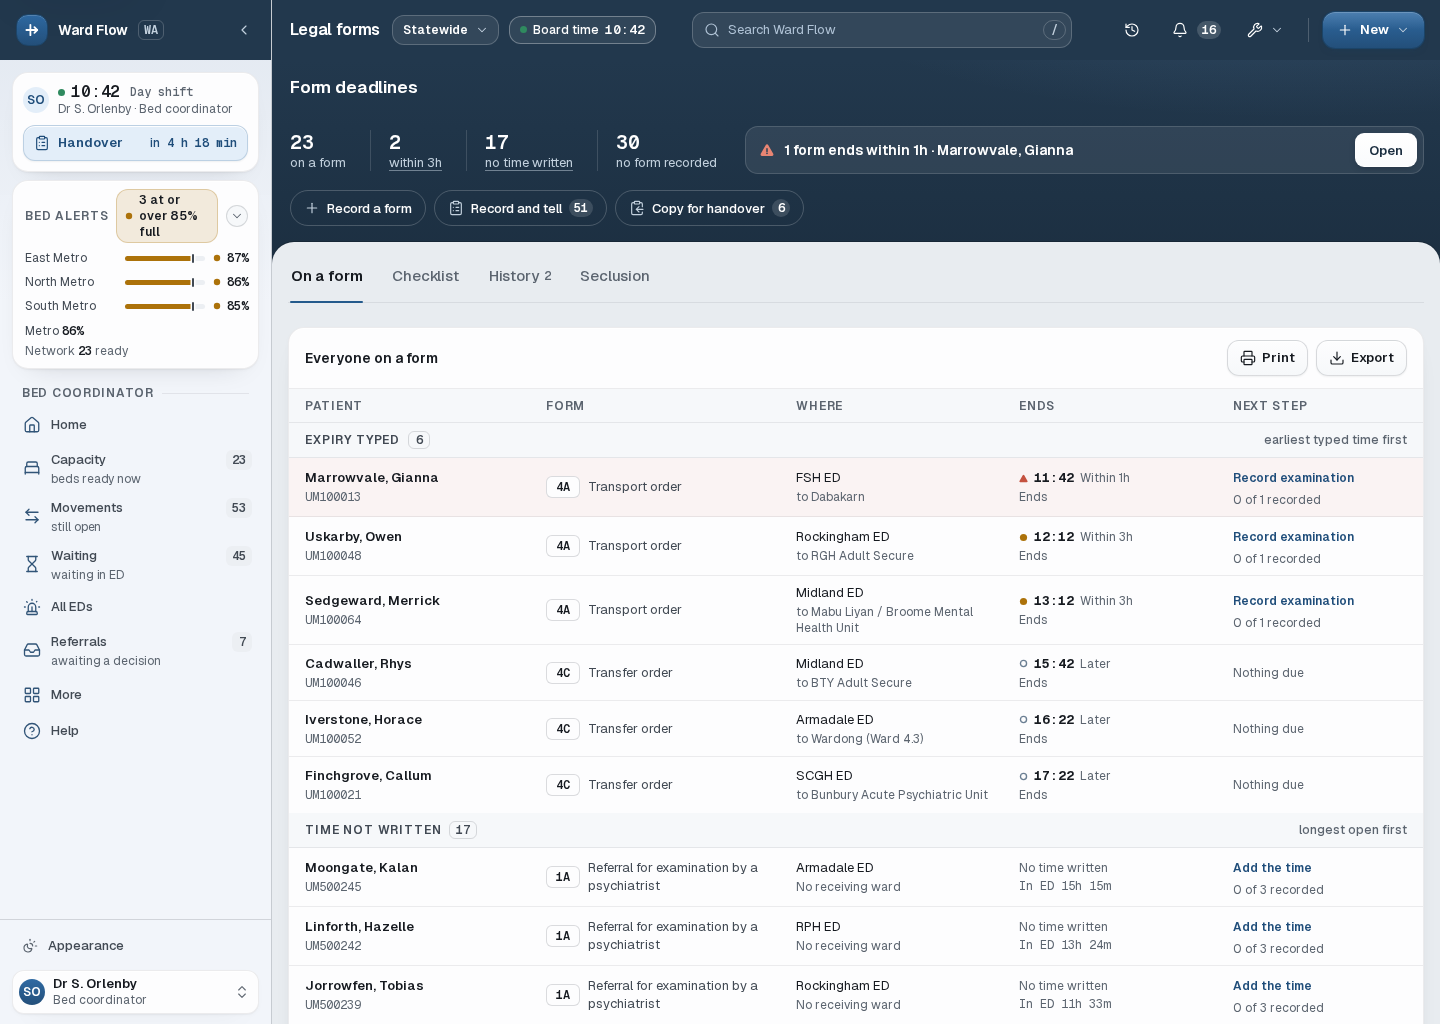 Ward Flow WA
SO 10:42 Day shift
Dr S. Orlenby · Bed coordinator
Handover in 4 h 18 min
BED ALERTS
3 at or
over 85%
full
East Metro 87%
North Metro 86%
South Metro 85%
Metro 86%
Network 23 ready
BED COORDINATOR
Home
Capacity 23
beds ready now
Movements 53
still open
Waiting 45
waiting in ED
All EDs
Referrals 7
awaiting a decision
More
Help
Appearance
SO Dr S. Orlenby
Bed coordinator
Legal forms Statewide Board time 10:42 Search Ward Flow / 16 New
Form deadlines
23 2 17 30
on a form within 3h no time written no form recorded
1 form ends within 1h · Marrowvale, Gianna Open
Record a form Record and tell 51 Copy for handover 6
On a form Checklist History 2 Seclusion
Everyone on a form Print Export
PATIENT FORM WHERE ENDS NEXT STEP
EXPIRY TYPED 6 earliest typed time first
Marrowvale, Gianna 4A Transport order FSH ED 11:42 Within 1h Record examination
UM100013 to Dabakarn Ends 0 of 1 recorded
Uskarby, Owen 4A Transport order Rockingham ED 12:12 Within 3h Record examination
UM100048 to RGH Adult Secure Ends 0 of 1 recorded
Sedgeward, Merrick 4A Transport order Midland ED 13:12 Within 3h Record examination
UM100064 to Mabu Liyan / Broome Mental Ends 0 of 1 recorded
Health Unit
Cadwaller, Rhys 4C Transfer order Midland ED 15:42 Later Nothing due
UM100046 to BTY Adult Secure Ends
Iverstone, Horace 4C Transfer order Armadale ED 16:22 Later Nothing due
UM100052 to Wardong (Ward 4.3) Ends
Finchgrove, Callum 4C Transfer order SCGH ED 17:22 Later Nothing due
UM100021 to Bunbury Acute Psychiatric Unit Ends
TIME NOT WRITTEN 17 longest open first
Moongate, Kalan 1A Referral for examination by a Armadale ED No time written Add the time
UM500245 psychiatrist No receiving ward In ED 15h 15m 0 of 3 recorded
Linforth, Hazelle 1A Referral for examination by a RPH ED No time written Add the time
UM500242 psychiatrist No receiving ward In ED 13h 24m 0 of 3 recorded
Jorrowfen, Tobias 1A Referral for examination by a Rockingham ED No time written Add the time
UM500239 psychiatrist No receiving ward In ED 11h 33m 0 of 3 recorded